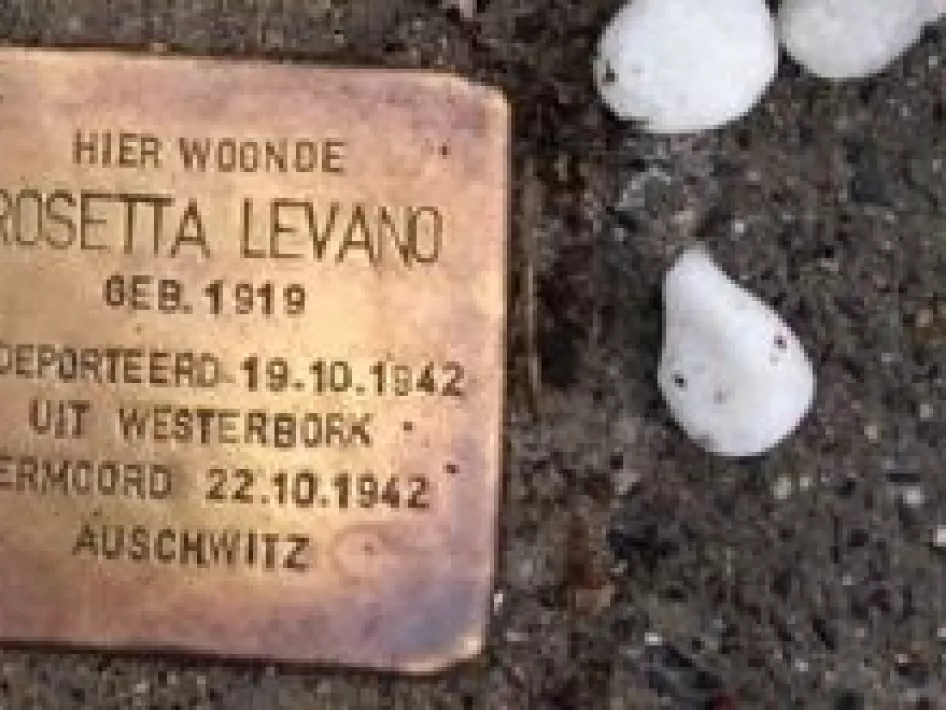 HIER WOONDE
ROSETTA LEVANO
GEB. 1919
DEPORTEERD 19.10.1942
UIT WESTERBORK
ERMOORD 22.10.1942
AUSCHWITZ